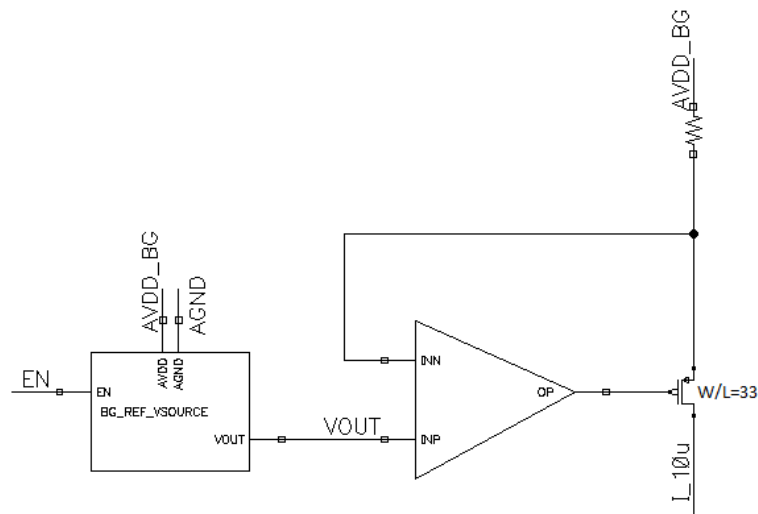 AVDD_BG
AVDD_BG
AGND
EN
EN
AVDD
AGND
BG_REF_VSOURCE
VOUT
VOUT
INN
INP
OP
W/L=33
I_10u